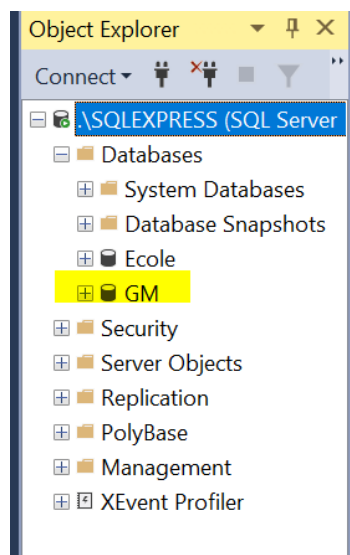 Object Explorer
Connect
.\SQLEXPRESS (SQL Server
Databases
System Databases
Database Snapshots
Ecole
GM
Security
Server Objects
Replication
PolyBase
Management
XEvent Profiler